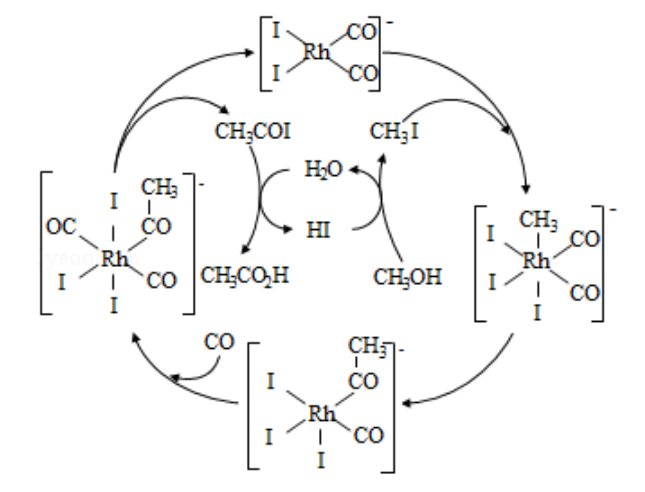 [I I Rh CO CO]⁻
CH₃COI
CH₃I
H₂O
HI
CH₃CO₂H
CH₃OH
[OC I CH₃ CO Rh I I CO]⁻
[I CH₃ CO Rh I I CO]⁻
CO
[I CH₃ CO Rh I I CO]⁻